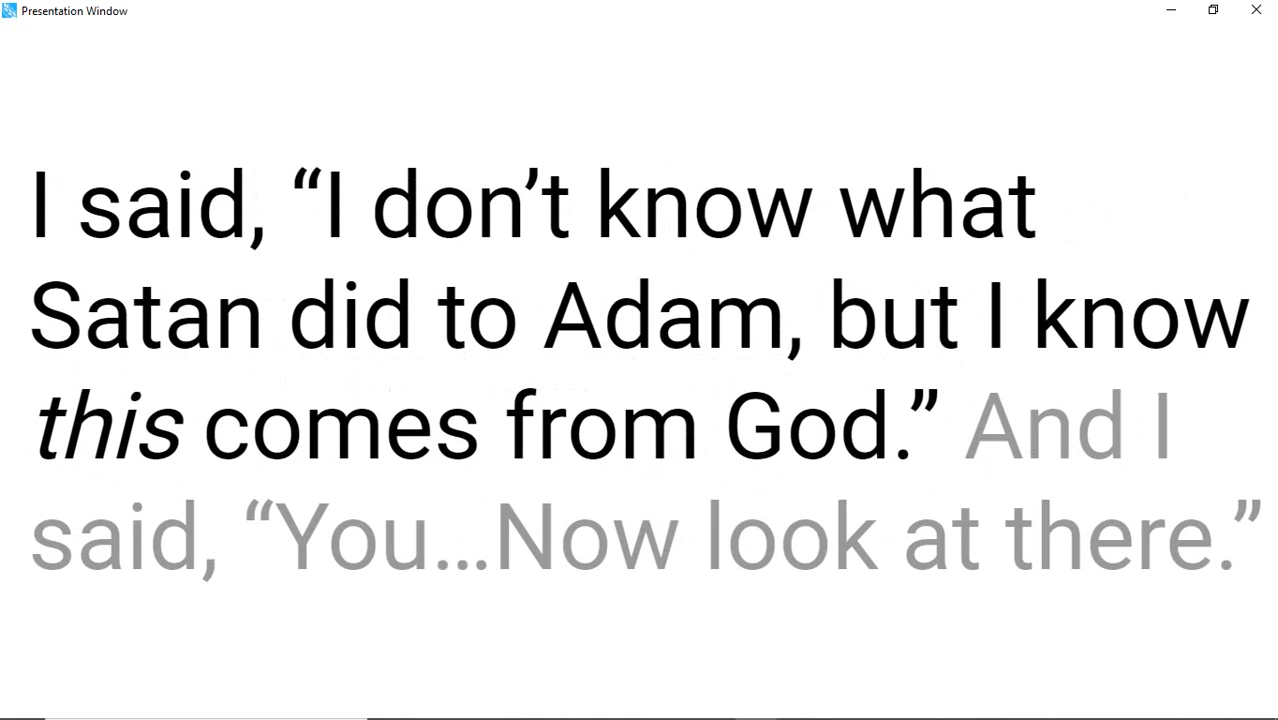 Presentation Window
I said, “I don’t know what
Satan did to Adam, but I know
this comes from God.” And I
said, “You…Now look at there.”